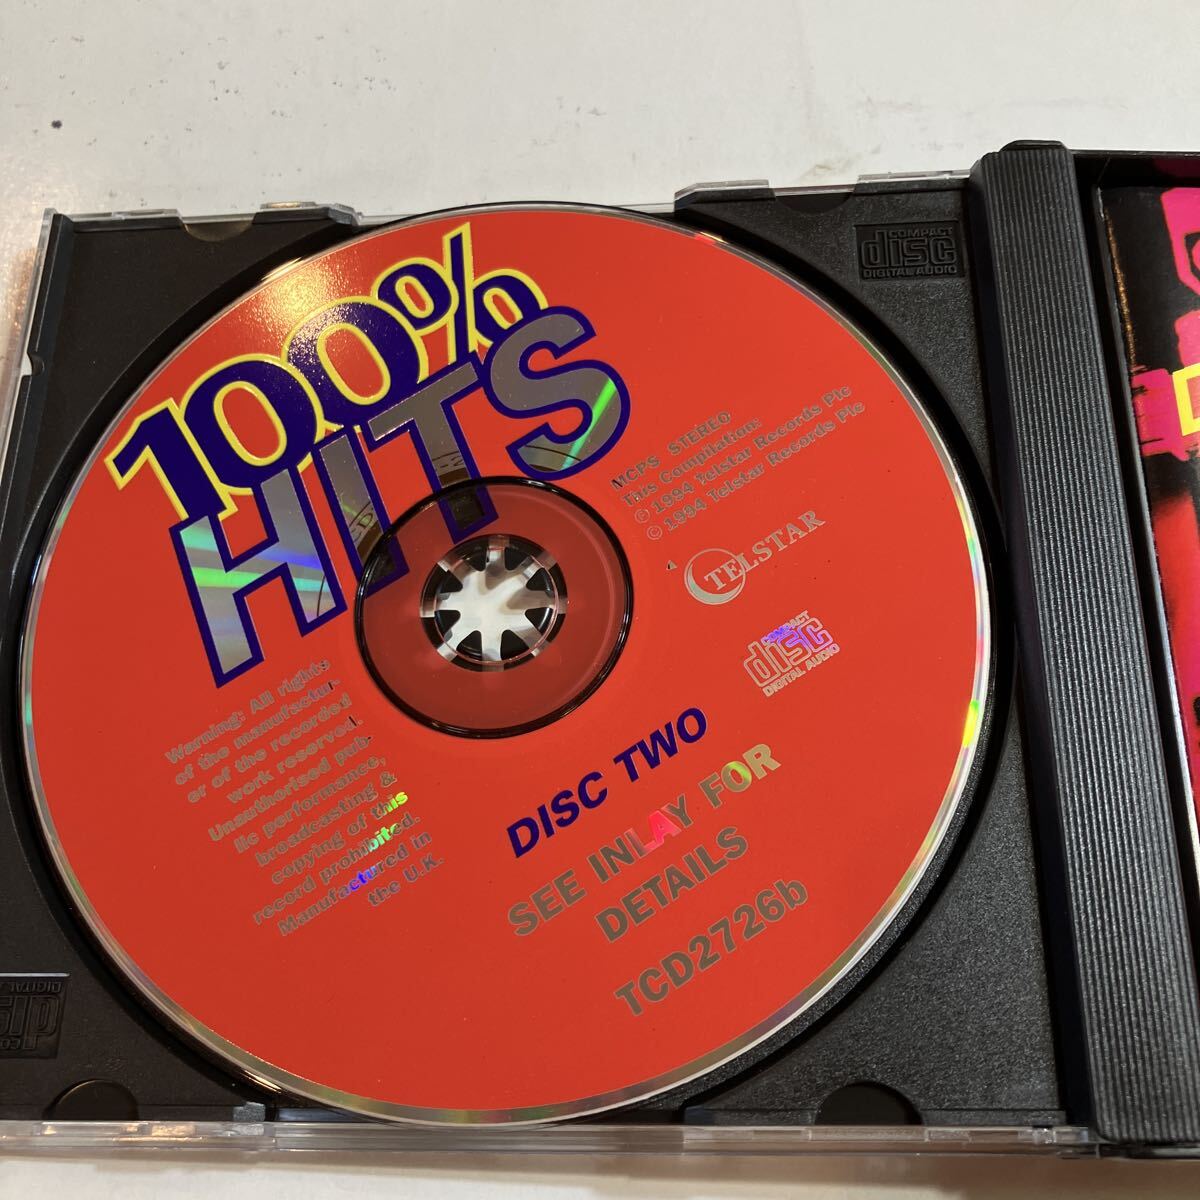 100%
HITS
MCPS STEREO
This Compilation:
℗ 1994 Telstar Records Plc
© 1994 Telstar Records Plc
TELSTAR
COMPACT
disc
DIGITAL AUDIO
Warning: All rights
of the manufactur-
er of the recorded
work reserved.
Unauthorised pub-
lic performance,
broadcasting &
copying of this
record prohibited.
Manufactured in
the U.K.
DISC TWO
SEE INLAY FOR
DETAILS
TCD2726b
COMPACT
disc
DIGITAL AUDIO